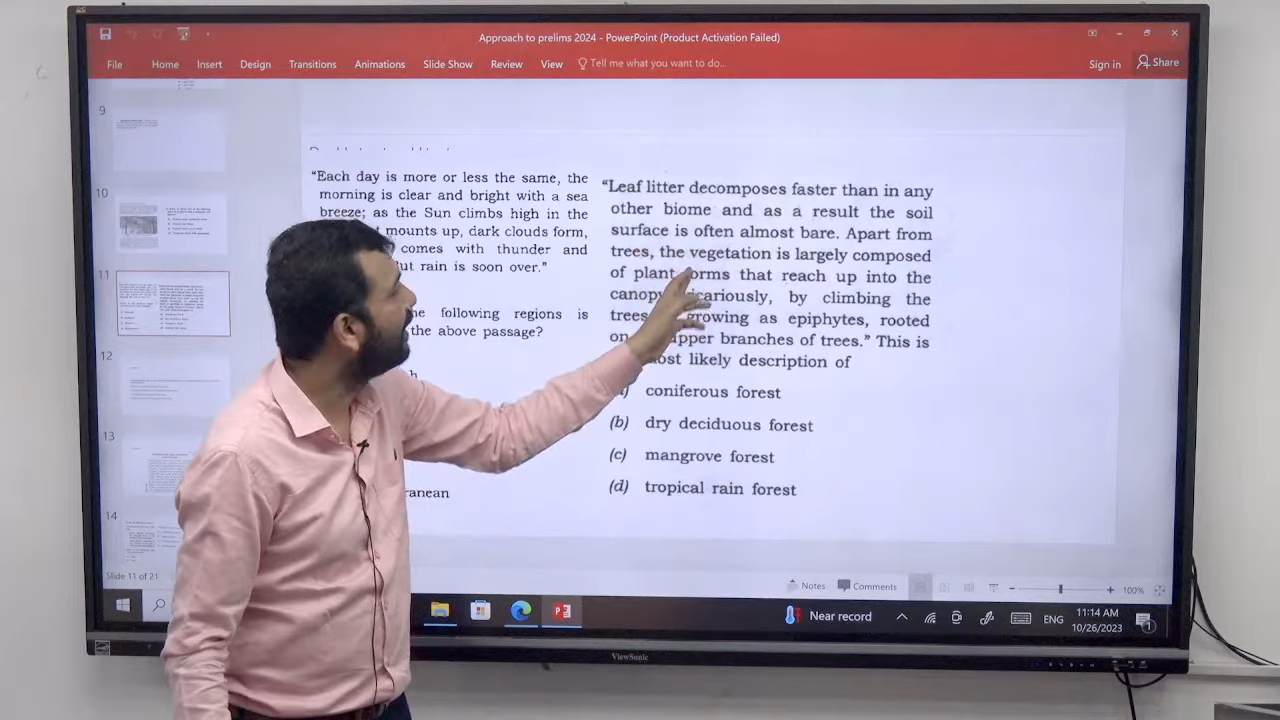 Approach to prelims 2024 - PowerPoint (Product Activation Failed)
File Home Insert Design Transitions Animations Slide Show Review View Tell me what you want to do... Sign in Share
9
10
11
12
13
14
“Each day is more or less the same, the
morning is clear and bright with a sea
breeze; as the Sun climbs high in the
mounts up, dark clouds form,
comes with thunder and
rain is soon over.”
following regions is
the above passage?
“Leaf litter decomposes faster than in any
other biome and as a result the soil
surface is often almost bare. Apart from
trees, the vegetation is largely composed
of plant forms that reach up into the
canopy vicariously, by climbing the
trees growing as epiphytes, rooted
on upper branches of trees.” This is
most likely description of
coniferous forest
(b) dry deciduous forest
(c) mangrove forest
(d) tropical rain forest
Slide 11 of 21
Notes Comments 100%
Near record ENG 11:14 AM
10/26/2023
1
ViewSonic